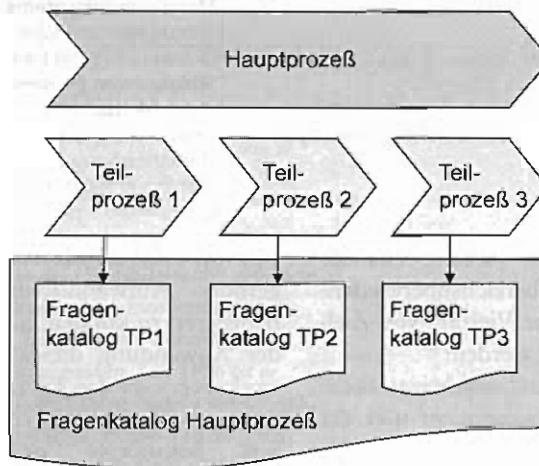 Hauptprozeß
Teil-
prozeß 1
Teil-
prozeß 2
Teil-
prozeß 3
Fragen-
katalog TP1
Fragen-
katalog TP2
Fragen-
katalog TP3
Fragenkatalog Hauptprozeß